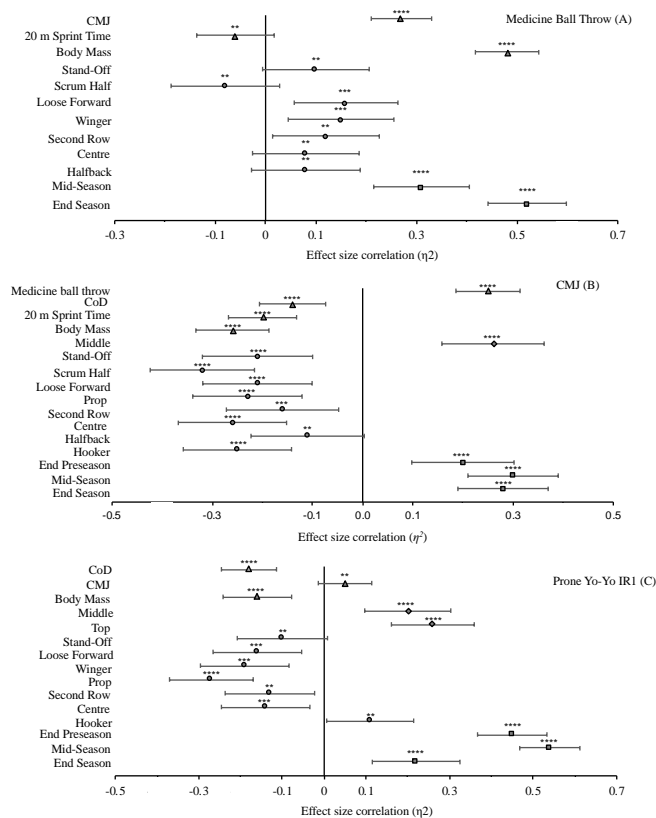 Medicine Ball Throw (A)
CMJ ****
20 m Sprint Time **
Body Mass ****
Stand-Off **
Scrum Half **
Loose Forward ***
Winger ***
Second Row **
Centre **
Halfback **
Mid-Season ****
End Season ****
-0.3 -0.1 0 0.1 0.3 0.5 0.7
Effect size correlation (η2)
CMJ (B)
Medicine ball throw ****
CoD ****
20 m Sprint Time ****
Body Mass ****
Middle ****
Stand-Off ****
Scrum Half ****
Loose Forward ****
Prop ****
Second Row ***
Centre ****
Halfback **
Hooker ****
End Preseason ****
Mid-Season ****
End Season ****
-0.5 -0.3 -0.1 0.0 0.1 0.3 0.5
Effect size correlation (η²)
Prone Yo-Yo IR1 (C)
CoD ****
CMJ **
Body Mass ****
Middle ****
Top ****
Stand-Off **
Loose Forward ***
Winger ***
Prop ****
Second Row **
Centre ***
Hooker **
End Preseason ****
Mid-Season ****
End Season ****
-0.5 -0.3 -0.1 0 0.1 0.3 0.5 0.7
Effect size correlation (η2)